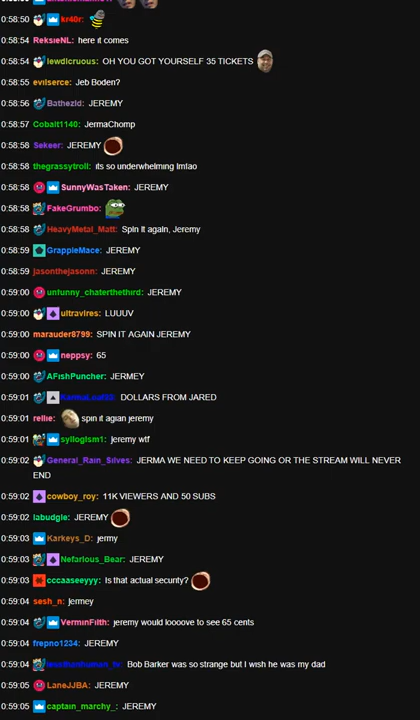 0:58:50 kr40r:
0:58:54 ReksieNL: here it comes
0:58:54 lewdicruous: OH YOU GOT YOURSELF 35 TICKETS
0:58:55 evilserce: Jeb Boden?
0:58:56 Bathezid: JEREMY
0:58:57 Cobalt1140: JermaChomp
0:58:58 Sekeer: JEREMY
0:58:58 thegrassytroll: its so underwhelming lmfao
0:58:58 SunnyWasTaken: JEREMY
0:58:58 FakeGrumbo:
0:58:58 HeavyMetal_Matt: Spin it again, Jeremy
0:58:59 GrappleMace: JEREMY
0:58:59 jasonthejasonn: JEREMY
0:59:00 unfunny_chaterthethird: JEREMY
0:59:00 ultravires: LUUUV
0:59:00 marauder8799: SPIN IT AGAIN JEREMY
0:59:00 neppsy: 65
0:59:00 AFishPuncher: JERMEY
0:59:01 DOLLARS FROM JARED
0:59:01 rellie: spin it agian jeremy
0:59:01 syllogism1: jeremy wtf
0:59:02 General_Rain_Silves: JERMA WE NEED TO KEEP GOING OR THE STREAM WILL NEVER
END
0:59:02 cowboy_roy: 11K VIEWERS AND 50 SUBS
0:59:02 labudgie: JEREMY
0:59:03 Karkeys_D: jermy
0:59:03 Nefarious_Bear: JEREMY
0:59:03 cccaaseeyyy: Is that actual security?
0:59:04 sesh_n: jermey
0:59:04 VerminFilth: jeremy would loooove to see 65 cents
0:59:04 frepno1234: JEREMY
0:59:04 Bob Barker was so strange but I wish he was my dad
0:59:05 LaneJJBA: JEREMY
0:59:05 captain_marchy_: JEREMY